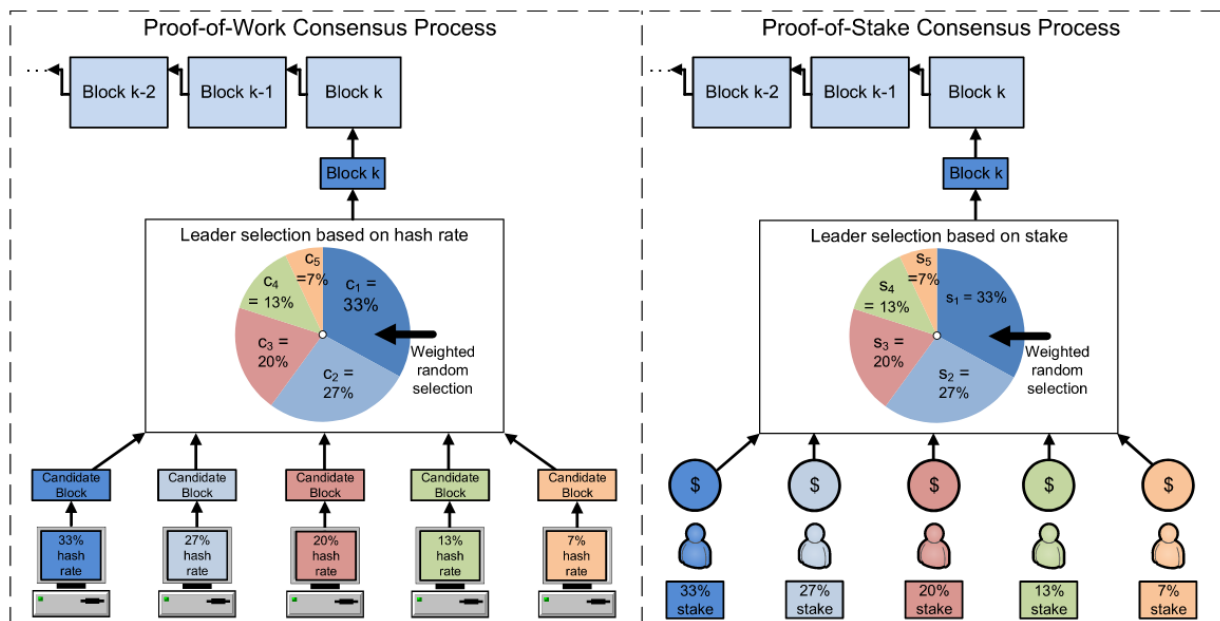 Proof-of-Work Consensus Process
...
Block k-2
Block k-1
Block k
Block k
Leader selection based on hash rate
c₅
=7%
c₄
= 13%
c₁ =
33%
c₃ =
20%
c₂ =
27%
Weighted
random
selection
Candidate
Block
Candidate
Block
Candidate
Block
Candidate
Block
Candidate
Block
33%
hash
rate
27%
hash
rate
20%
hash
rate
13%
hash
rate
7%
hash
rate
Proof-of-Stake Consensus Process
...
Block k-2
Block k-1
Block k
Block k
Leader selection based on stake
s₅
=7%
s₄
= 13%
s₁ = 33%
s₃ =
20%
s₂ =
27%
Weighted
random
selection
$
$
$
$
$
33%
stake
27%
stake
20%
stake
13%
stake
7%
stake